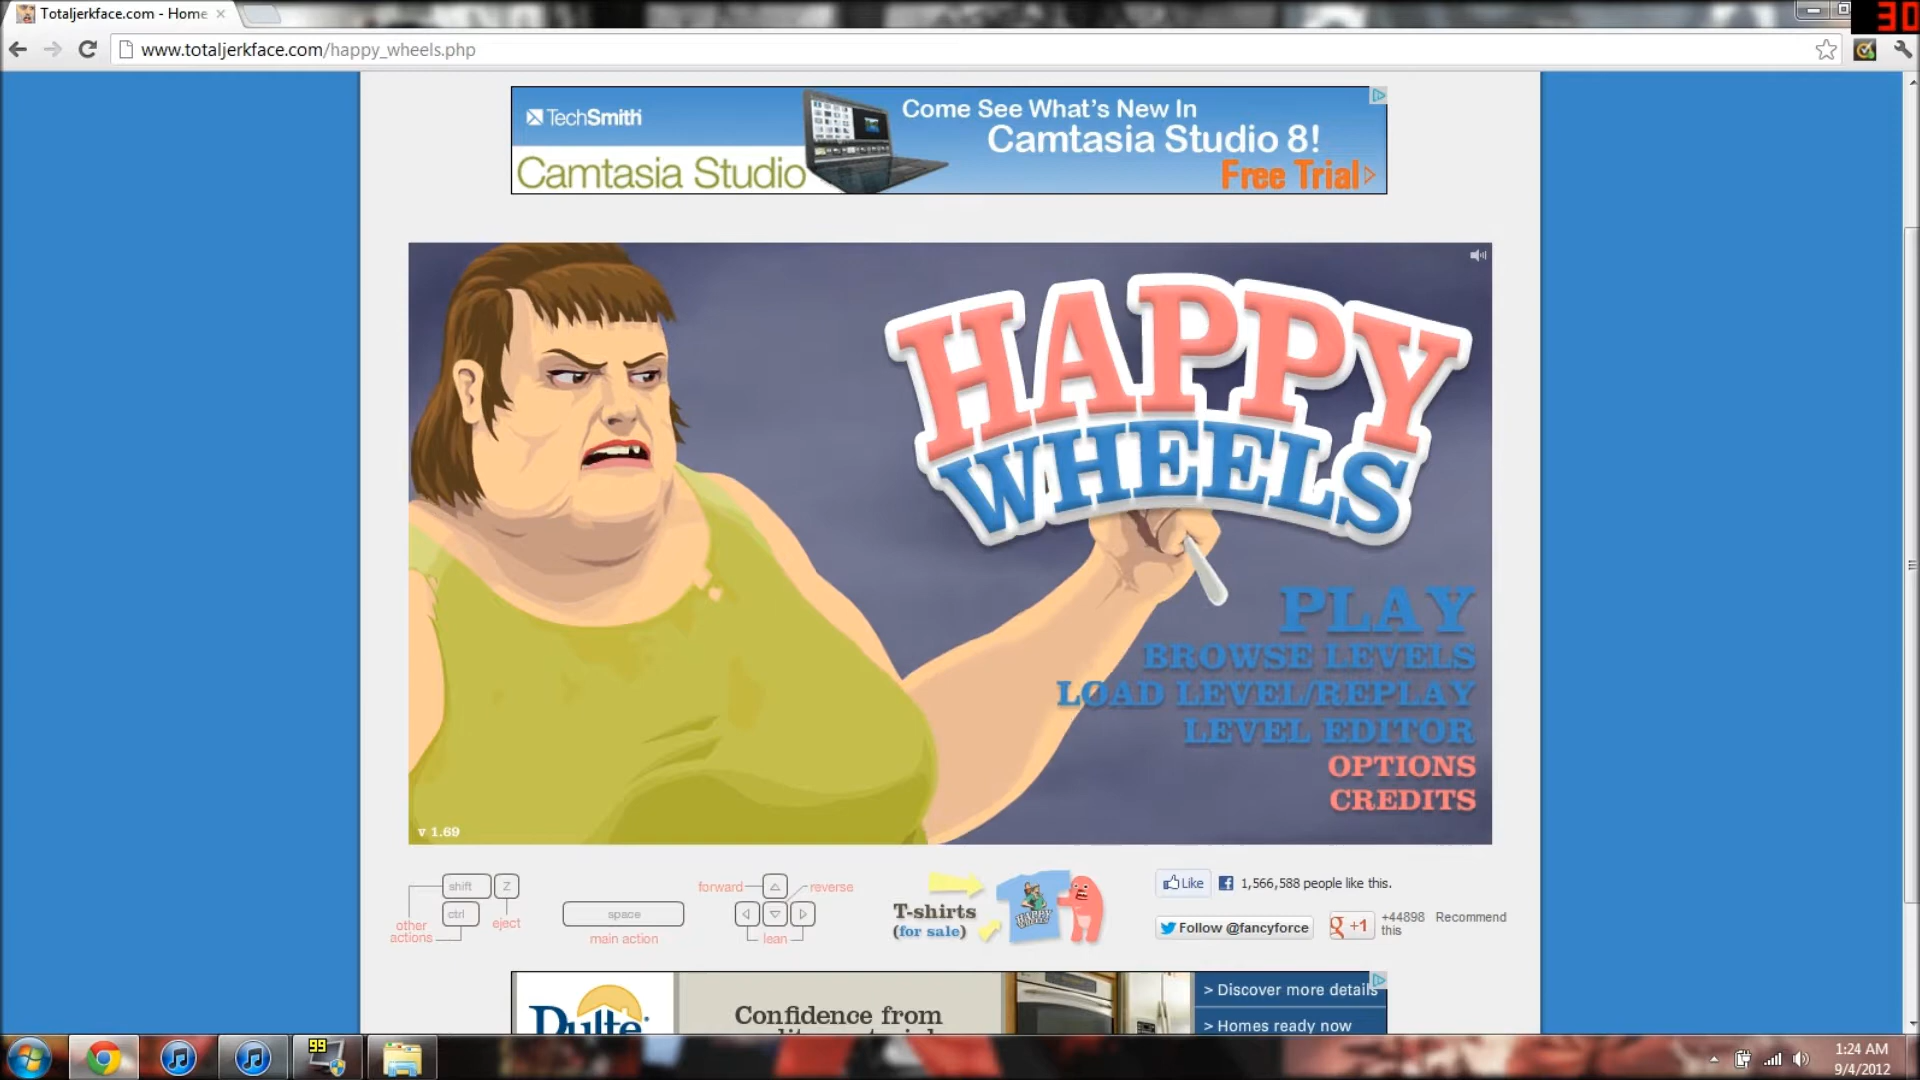 Totaljerkface.com - Home
30
www.totaljerkface.com/happy_wheels.php
TechSmith
Camtasia Studio
Come See What's New In
Camtasia Studio 8!
Free Trial
HAPPY
WHEELS
PLAY
BROWSE LEVELS
LOAD LEVEL/REPLAY
LEVEL EDITOR
OPTIONS
CREDITS
v 1.69
shift
Z
ctrl
other
actions
eject
space
main action
forward
reverse
lean
T-shirts
(for sale)
HAPPY
WHEELS
Like
f
1,566,588 people like this.
Follow @fancyforce
g +1
+44898 Recommend
this
Pulte
Confidence from
> Discover more details
> Homes ready now
99
1:24 AM
9/4/2012